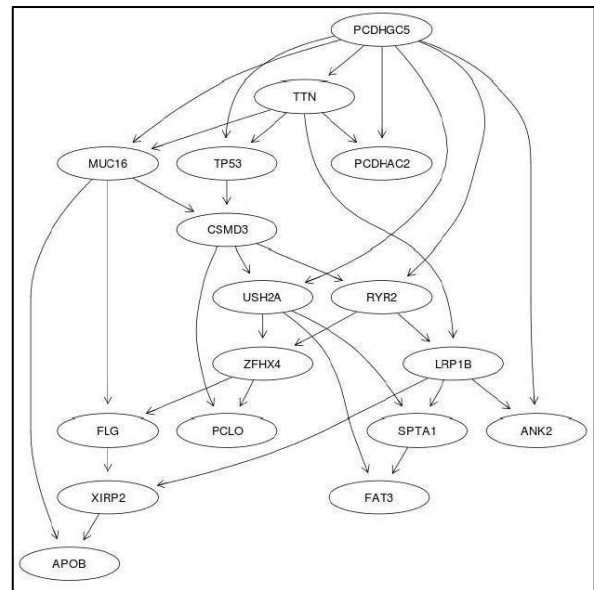 PCDHGC5
TTN
MUC16 TP53 PCDHAC2
CSMD3
USH2A RYR2
ZFHX4 LRP1B
FLG PCLO SPTA1 ANK2
XIRP2 FAT3
APOB